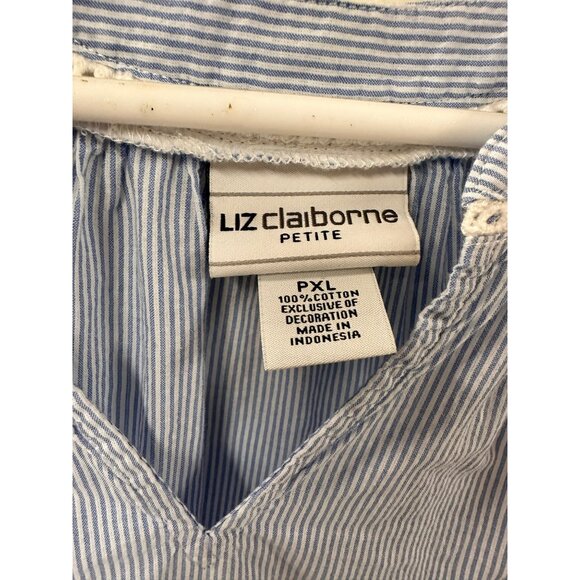 LIZ claiborne
PETITE
PXL
100% COTTON
EXCLUSIVE OF
DECORATION
MADE IN
INDONESIA